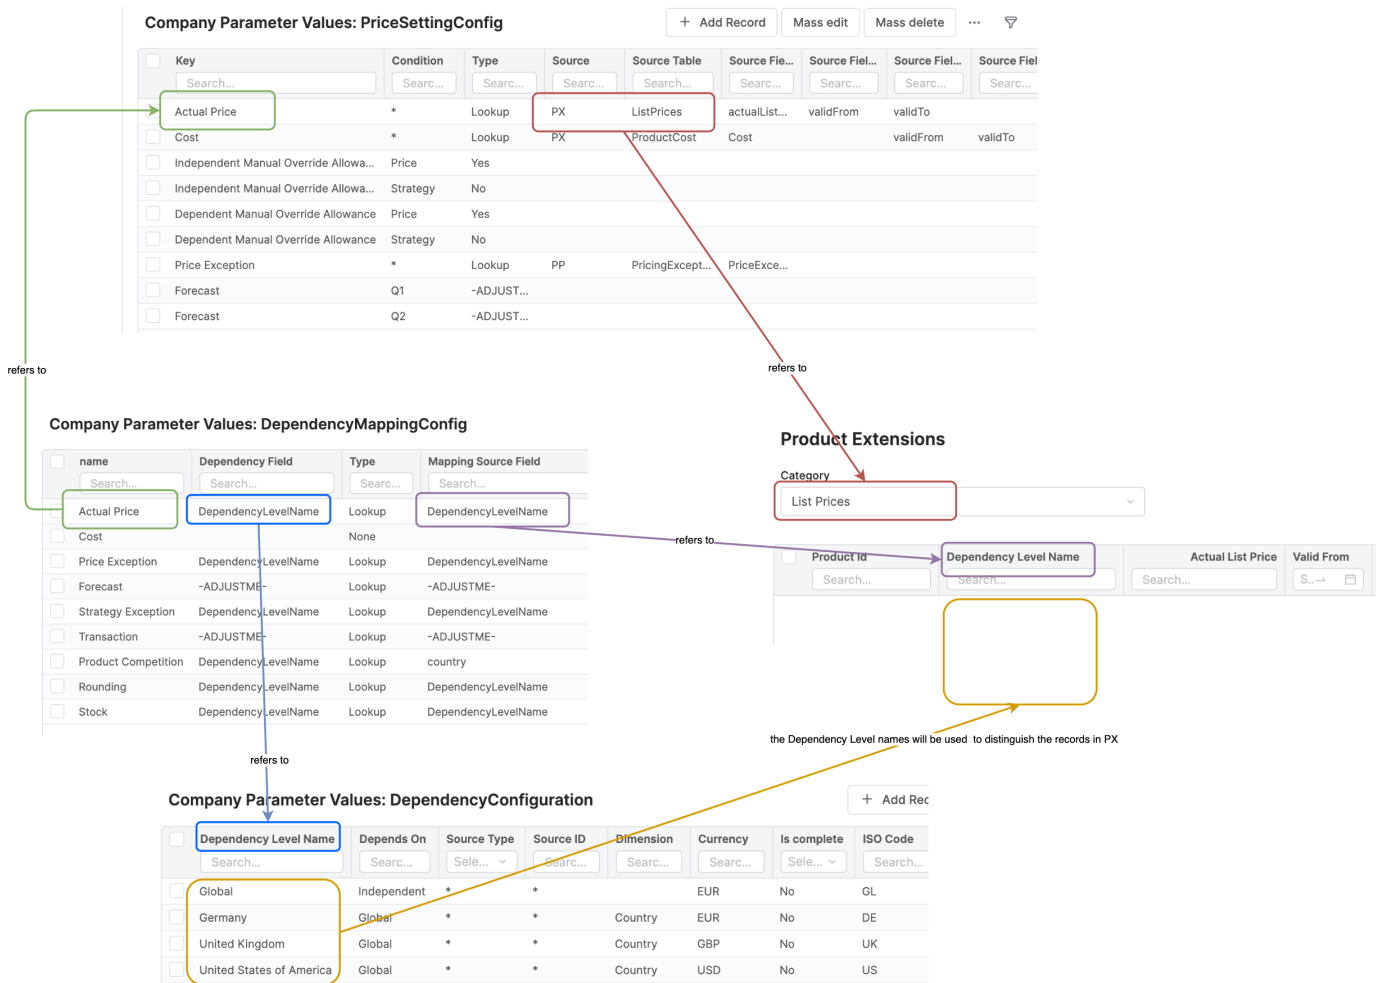 Company Parameter Values: PriceSettingConfig
+ Add Record Mass edit Mass delete ...
Key Condition Type Source Source Table Source Fie... Source Fiel... Source Fiel... Source Fiel
Search... Searc... Searc... Searc... Search... Searc... Searc... Searc... Searc...
Actual Price * Lookup PX ListPrices actualList... validFrom validTo
Cost * Lookup PX ProductCost Cost validFrom validTo
Independent Manual Override Allowa... Price Yes
Independent Manual Override Allowa... Strategy No
Dependent Manual Override Allowance Price Yes
Dependent Manual Override Allowance Strategy No
Price Exception * Lookup PP PricingExcept... PriceExce...
Forecast Q1 -ADJUST...
Forecast Q2 -ADJUST...
refers to
refers to
Company Parameter Values: DependencyMappingConfig
name Dependency Field Type Mapping Source Field
Search... Search... Searc... Search...
Actual Price DependencyLevelName Lookup DependencyLevelName
Cost None
Price Exception DependencyLevelName Lookup DependencyLevelName
Forecast -ADJUSTME- Lookup -ADJUSTME-
Strategy Exception DependencyLevelName Lookup DependencyLevelName
Transaction -ADJUSTME- Lookup -ADJUSTME-
Product Competition DependencyLevelName Lookup country
Rounding DependencyLevelName Lookup DependencyLevelName
Stock DependencyLevelName Lookup DependencyLevelName
Product Extensions
Category
List Prices
refers to
Product Id Dependency Level Name Actual List Price Valid From
Search... Search... Search... S..
the Dependency Level names will be used to distinguish the records in PX
refers to
Company Parameter Values: DependencyConfiguration
+ Add Rec
Dependency Level Name Depends On Source Type Source ID Dimension Currency Is complete ISO Code
Search... Searc... Sele... Searc... Searc... Searc... Sele... Search...
Global Independent * * EUR No GL
Germany Global * * Country EUR No DE
United Kingdom Global * * Country GBP No UK
United States of America Global * * Country USD No US